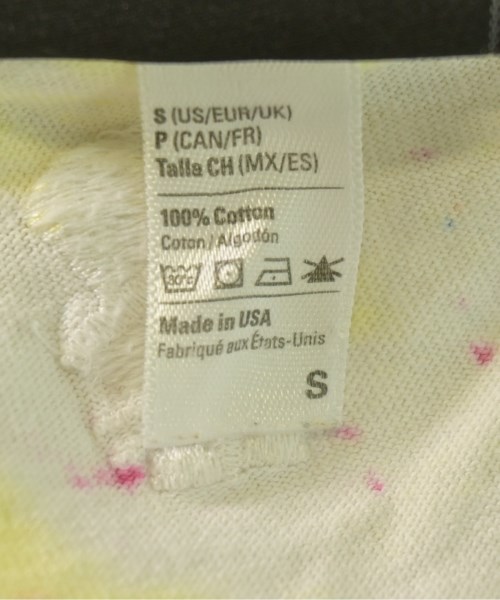 S (US/EUR/UK)
P (CAN/FR)
Talla CH (MX/ES)
100% Cotton
Coton / Algodón
30°c
Made in USA
Fabriqué aux États-Unis
S